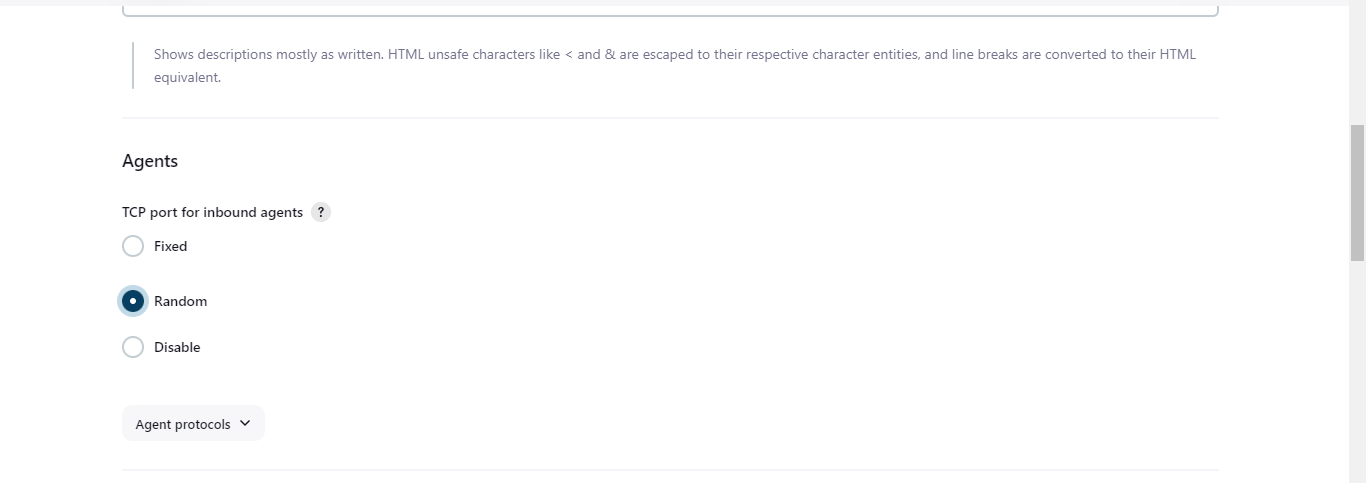 Shows descriptions mostly as written. HTML unsafe characters like < and & are escaped to their respective character entities, and line breaks are converted to their HTML
equivalent.
Agents
TCP port for inbound agents ?
Fixed
Random
Disable
Agent protocols